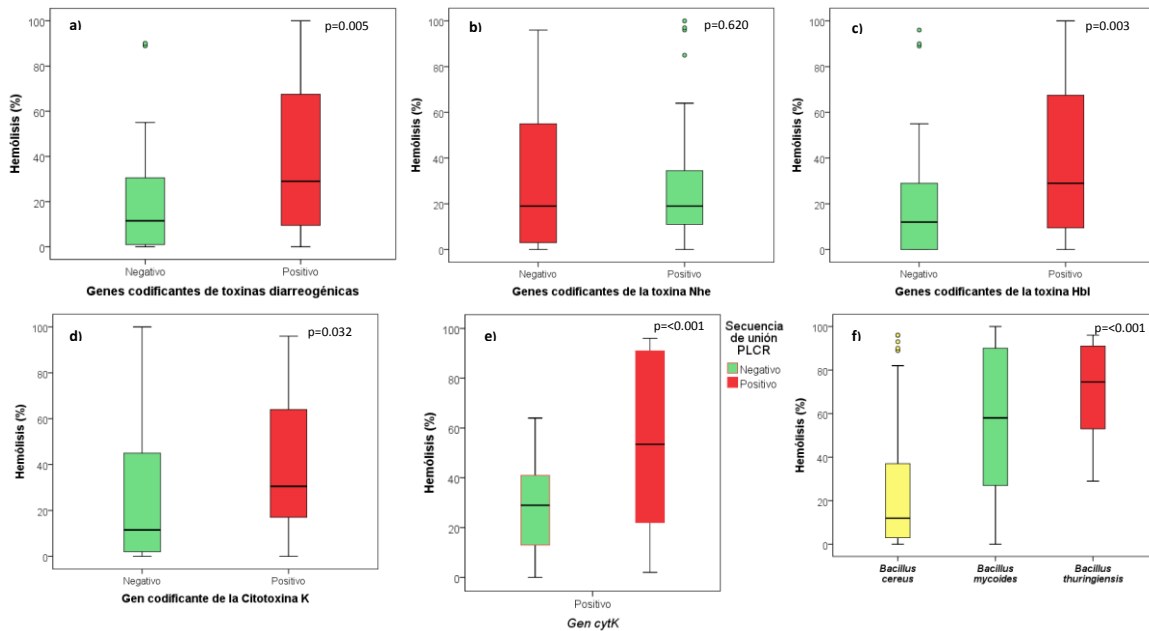 a)
p=0.005
Hemólisis (%)
100
80
60
40
20
0
Negativo
Positivo
Genes codificantes de toxinas diarreogénicas
b)
p=0.620
Hemólisis (%)
100
80
60
40
20
0
Negativo
Positivo
Genes codificantes de la toxina Nhe
c)
p=0.003
Hemólisis (%)
100
80
60
40
20
0
Negativo
Positivo
Genes codificantes de la toxina Hbl
d)
p=0.032
Hemólisis (%)
100
80
60
40
20
0
Negativo
Positivo
Gen codificante de la Citotoxina K
e)
p=<0.001
Hemólisis (%)
100
80
60
40
20
0
Positivo
Gen cytK
Secuencia
de unión
PLCR
Negativo
Positivo
f)
p=<0.001
Hemólisis (%)
100
80
60
40
20
0
Bacillus
cereus
Bacillus
mycoides
Bacillus
thuringiensis